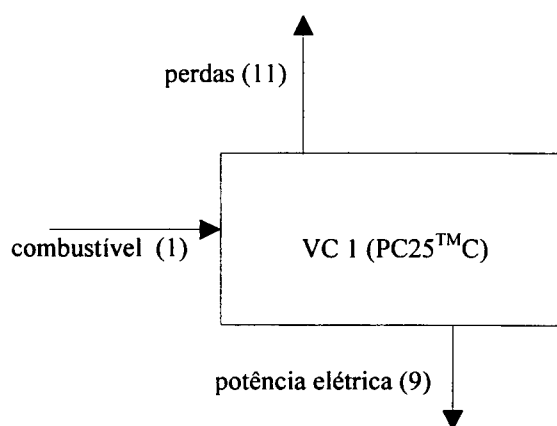 perdas (11)
combustível (1)
VC 1 (PC25™C)
potência elétrica (9)